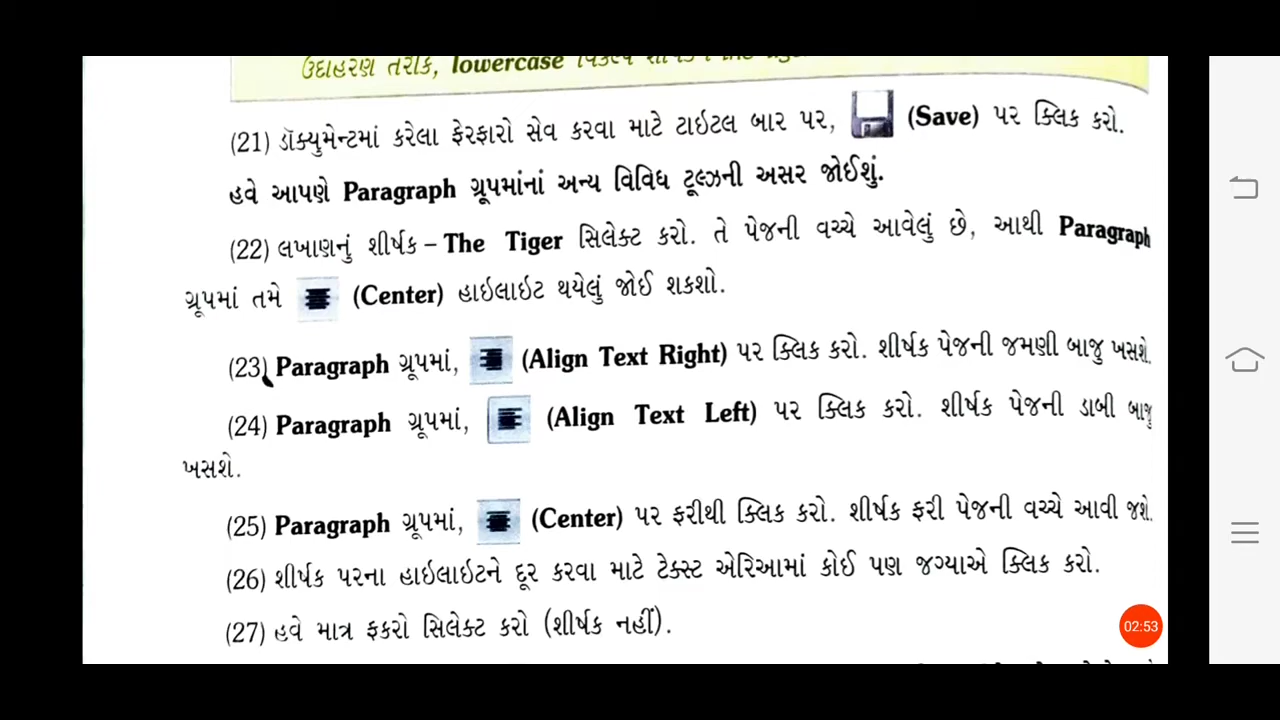 ઉદાહરણ તરીકે, lowercase વિકલ્પ
(21) ડૉક્યુમેન્ટમાં કરેલા ફેરફારો સેવ કરવા માટે ટાઇટલ બાર પર, (Save) પર ક્લિક કરો.
હવે આપણે Paragraph ગ્રૂપમાંનાં અન્ય વિવિધ ટૂલ્ઝની અસર જોઈશું.
(22) લખાણનું શીર્ષક – The Tiger સિલેક્ટ કરો. તે પેજની વચ્ચે આવેલું છે, આથી Paragraph
ગ્રૂપમાં તમે (Center) હાઇલાઇટ થયેલું જોઈ શકશો.
(23) Paragraph ગ્રૂપમાં, (Align Text Right) પર ક્લિક કરો. શીર્ષક પેજની જમણી બાજુ ખસશે.
(24) Paragraph ગ્રૂપમાં, (Align Text Left) પર ક્લિક કરો. શીર્ષક પેજની ડાબી બાજુ
ખસશે.
(25) Paragraph ગ્રૂપમાં, (Center) પર ફરીથી ક્લિક કરો. શીર્ષક ફરી પેજની વચ્ચે આવી જશે.
(26) શીર્ષક પરના હાઇલાઇટને દૂર કરવા માટે ટેક્સ્ટ એરિઆમાં કોઈ પણ જગ્યાએ ક્લિક કરો.
(27) હવે માત્ર ફકરો સિલેક્ટ કરો (શીર્ષક નહીં).
02:53